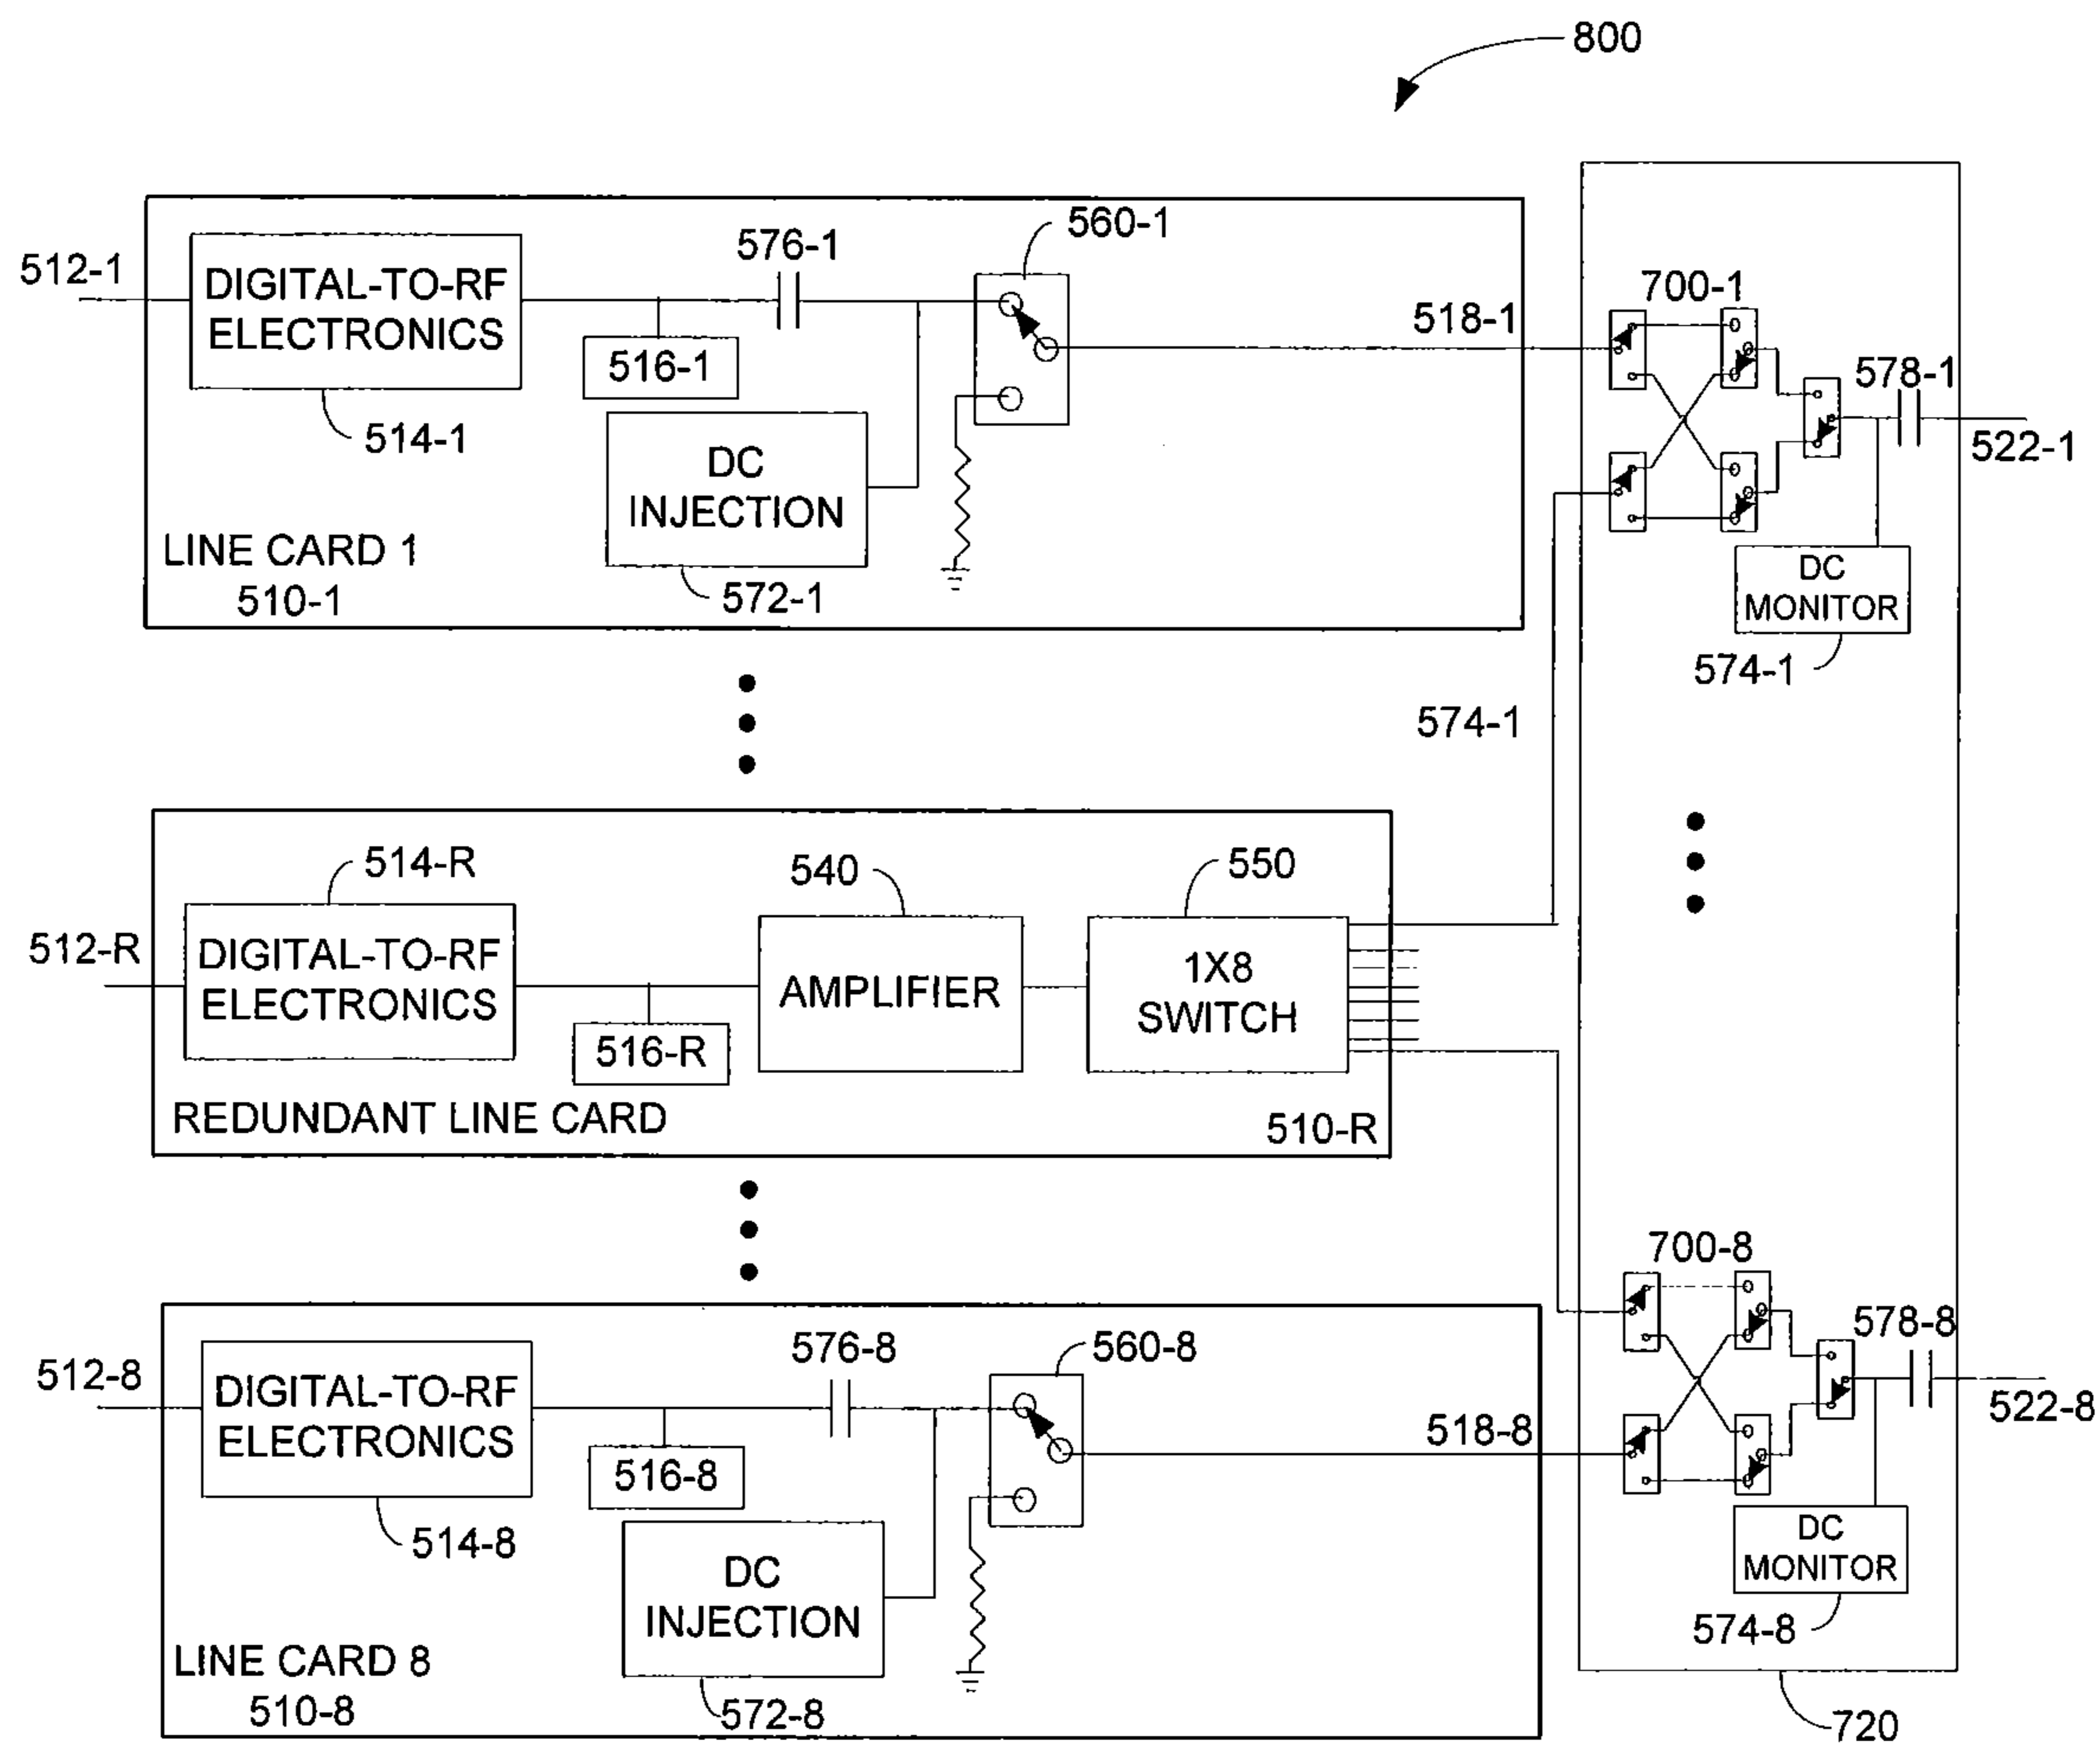 800
560-1
576-1
512-1
DIGITAL-TO-RF
ELECTRONICS
516-1
514-1
518-1
700-1
578-1
522-1
DC
INJECTION
572-1
LINE CARD 1
510-1
DC
MONITOR
574-1
574-1
514-R
540
550
512-R
DIGITAL-TO-RF
ELECTRONICS
516-R
AMPLIFIER
1X8
SWITCH
REDUNDANT LINE CARD
510-R
700-8
576-8
560-8
578-8
512-8
DIGITAL-TO-RF
ELECTRONICS
516-8
514-8
518-8
522-8
DC
INJECTION
572-8
LINE CARD 8
510-8
DC
MONITOR
574-8
720